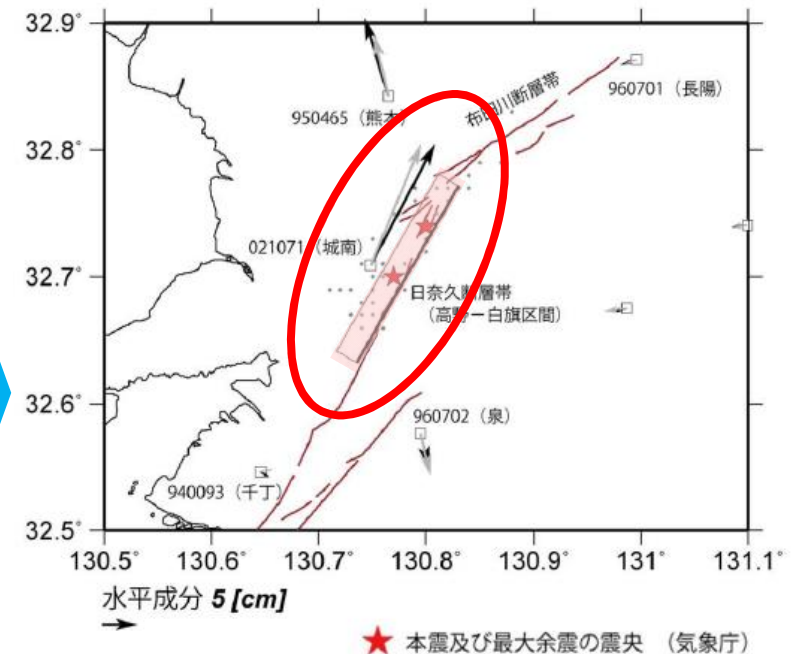 32.9°
950465（熊本）
布田川断層帯
960701（長陽）
32.8°
021071（城南）
32.7°
日奈久断層帯
（高野ー白旗区間）
32.6°
960702（泉）
940093（千丁）
32.5°
130.5° 130.6° 130.7° 130.8° 130.9° 131° 131.1°
水平成分 5 [cm]
★ 本震及び最大余震の震央 （気象庁）